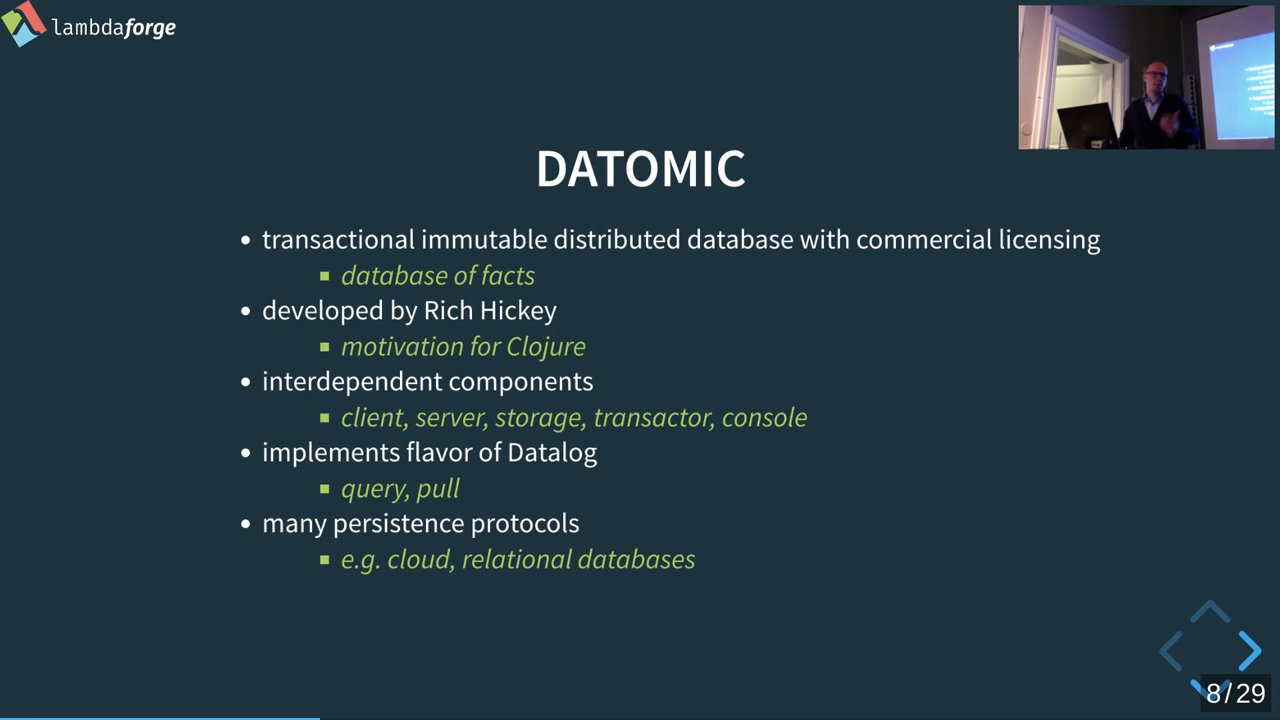 lambdaforge
DATOMIC
• transactional immutable distributed database with commercial licensing
▪ database of facts
• developed by Rich Hickey
▪ motivation for Clojure
• interdependent components
▪ client, server, storage, transactor, console
• implements flavor of Datalog
▪ query, pull
• many persistence protocols
▪ e.g. cloud, relational databases
8/29